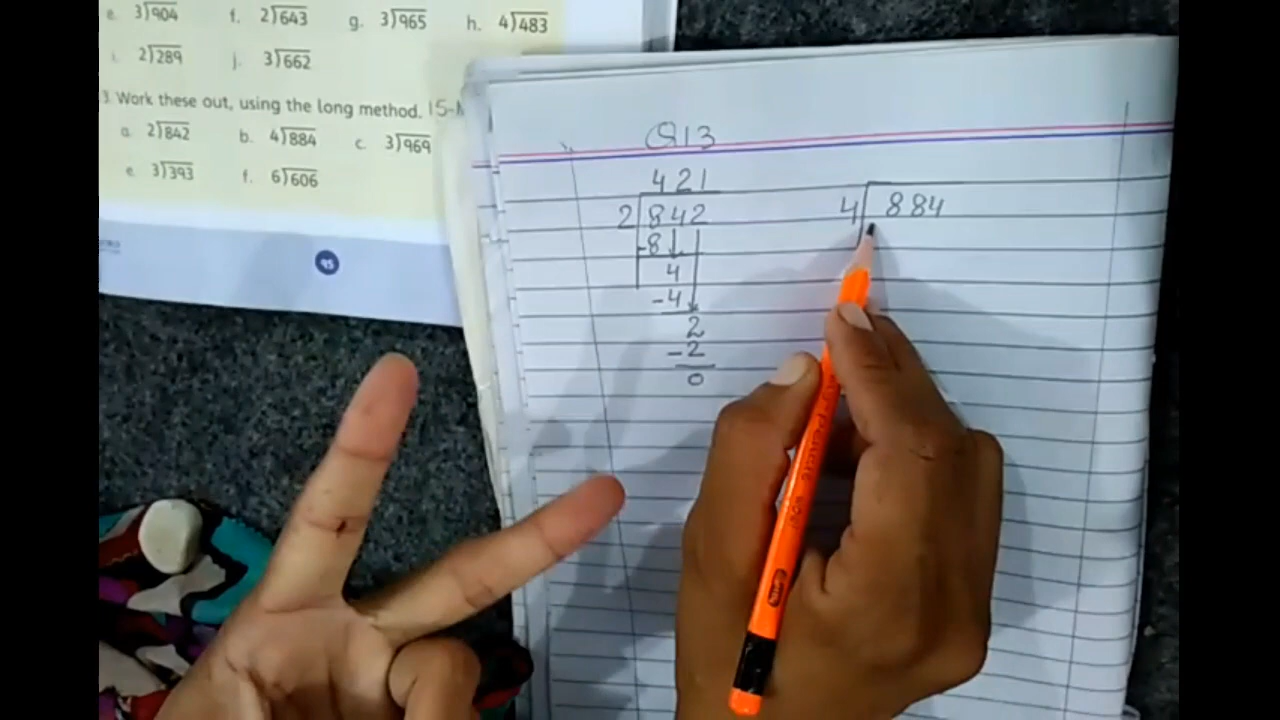 e. 3)904 f. 2)643 g. 3)965 h. 4)483
i. 2)289 j. 3)662
3. Work these out, using the long method. 15-
a. 2)842 b. 4)884 c. 3)969
e. 3)393 f. 6)606
95
Q13
421
2)842
-8
4
-4
2
-2
0
4)884